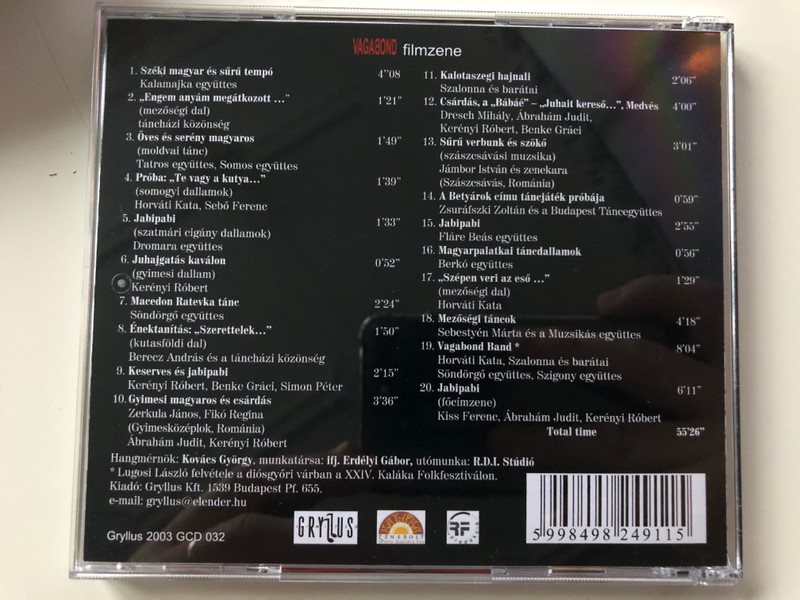 VAGABOND filmzene
1. Széki magyar és sűrű tempó 4"08
Kalamajka együttes
2. „Engem anyám megátkozott ...” 1'21"
(mezőségi dal)
táncházi közönség
3. Öves és serény magyaros 1'49"
(moldvai tánc)
Tatros együttes, Somos együttes
4. Próba: „Te vagy a kutya...” 1'39"
(somogyi dallamok)
Horváti Kata, Sebő Ferenc
5. Jabipabi 1'33"
(szatmári cigány dallamok)
Dromara együttes
6. Juhajgatás kaválon 0'52"
(gyimesi dallam)
Kerényi Róbert
7. Macedon Ratevka tánc 2'24"
Söndörgő együttes
8. Énektanítás: „Szerettelek...” 1'50"
(kutasföldi dal)
Berecz András és a táncházi közönség
9. Keserves és jabipabi 2'15"
Kerényi Róbert, Benke Gráci, Simon Péter
10. Gyimesi magyaros és csárdás 3'36"
Zerkula János, Fikó Regina
(Gyimesközéplok, Románia)
Ábrahám Judit, Kerényi Róbert
11. Kalotaszegi hajnali 2'06"
Szalonna és barátai
12. Csárdás, a „Bábáé” – „Juhait kereső...”, Medvés 4'00"
Dresch Mihály, Ábrahám Judit,
Kerényi Róbert, Benke Gráci
13. Sűrű verbunk és szökő 3'01"
(szászcsávási muzsika)
Jámbor István és zenekara
(Szászcsávás, Románia)
14. A Betyárok címu táncjáték próbája 0'59"
Zsuráfszki Zoltán és a Budapest Táncegyüttes
15. Jabipabi 2'55"
Fláre Beás együttes
16. Magyarpalatkai táncdallamok 0'56"
Berkó együttes
17. „Szépen veri az eső ...” 1'29"
(mezőségi dal)
Horváti Kata
18. Mezőségi táncok 4'18"
Sebestyén Márta és a Muzsikás együttes
19. Vagabond Band * 8'04"
Horváti Kata, Szalonna és barátai
Söndörgő együttes, Szigony együttes
20. Jabipabi 6'11"
(főcímzene)
Kiss Ferenc, Ábrahám Judit, Kerényi Róbert
Total time 55'26"
Hangmérnök: Kovács György, munkatársa: ifj. Erdélyi Gábor, utómunka: R.D.I. Stúdió
* Lugosi László felvétele a diósgyőri várban a XXIV. Kaláka Folkfesztiválon.
Kiadó: Gryllus Kft. 1539 Budapest Pf. 655.
e-mail: gryllus@elender.hu
Gryllus 2003 GCD 032
GRYLLUS
ZENEBOLT
RF
5 998498 249115